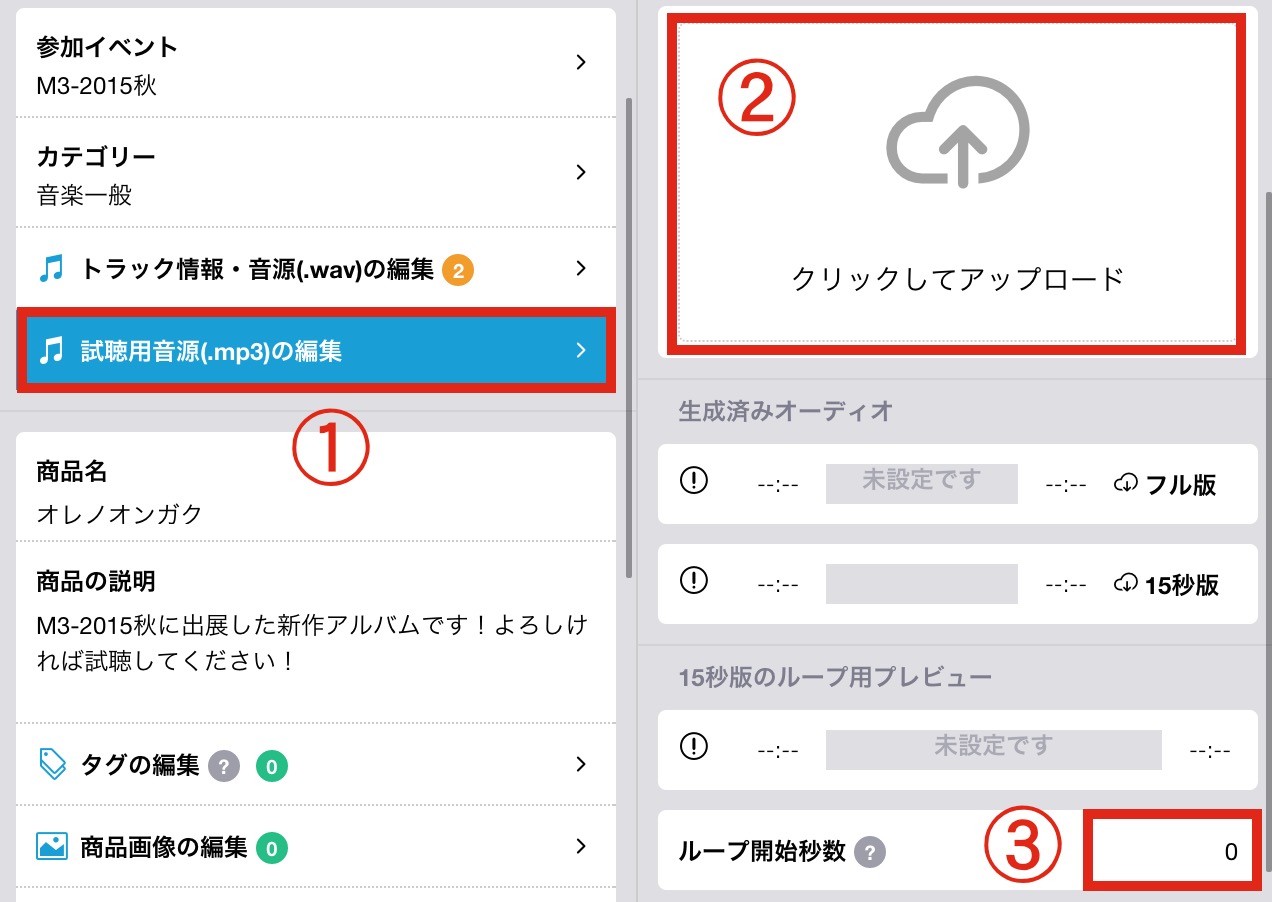 参加イベント
M3-2015秋
カテゴリー
音楽一般
トラック情報・音源(.wav)の編集 2
試聴用音源(.mp3)の編集
①
商品名
オレノオンガク
商品の説明
M3-2015秋に出展した新作アルバムです！よろしけ
れば試聴してください！
タグの編集 ? 0
商品画像の編集 0
②
クリックしてアップロード
生成済みオーディオ
--:-- 未設定です --:-- フル版
--:-- --:-- 15秒版
15秒版のループ用プレビュー
--:-- 未設定です --:--
ループ開始秒数 ? ③ 0